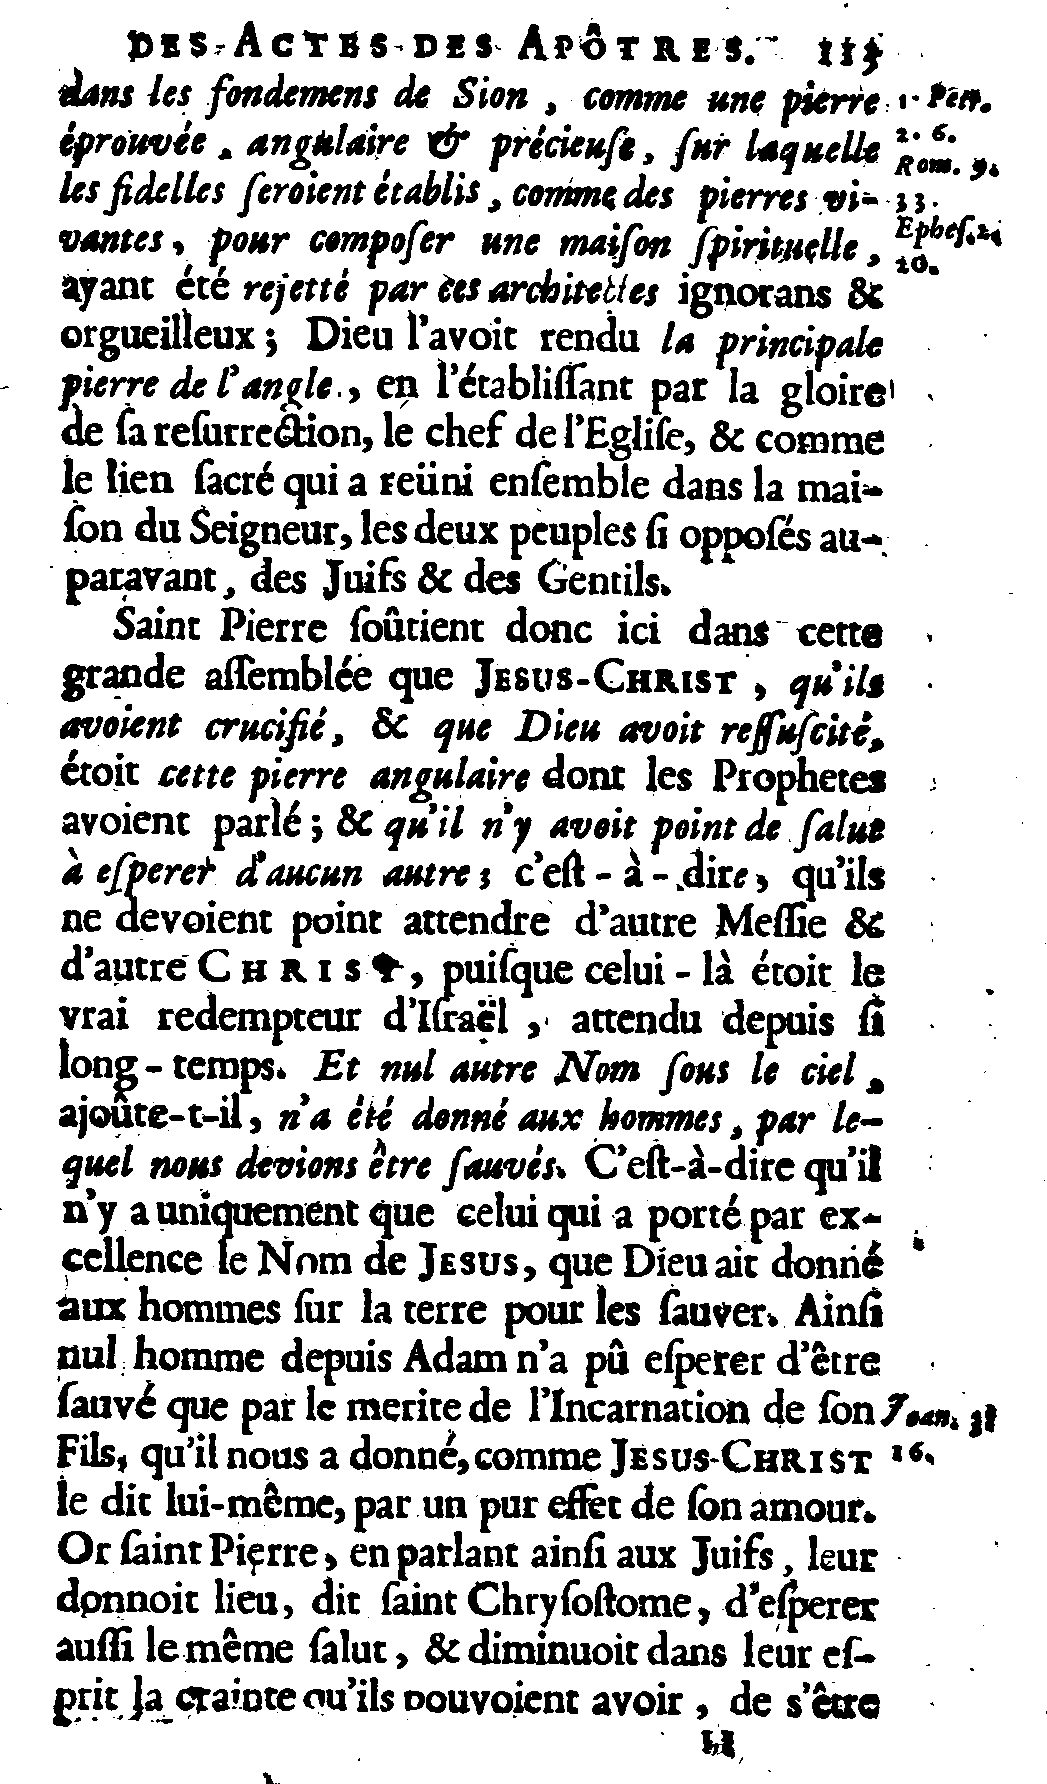 DES ACTES DES APÔTRES. 113
dans les fondemens de Sion, comme une pierre
éprouvée, angulaire & précieuſe, ſur laquelle
les fidelles ſeroient établis, comme des pierres vi-
vantes, pour compoſer une maiſon ſpirituelle,
ayant été rejetté par ces architectes ignorans &
orgueilleux; Dieu l'avoit rendu la principale
pierre de l'angle, en l'établiſſant par la gloire
de ſa reſurrection, le chef de l'Egliſe, & comme
le lien ſacré qui a reüni enſemble dans la mai-
ſon du Seigneur, les deux peuples ſi oppoſés au-
paravant, des Juifs & des Gentils.
Saint Pierre ſoûtient donc ici dans cette
grande aſſemblée que JESUS-CHRIST, qu'ils
avoient crucifié, & que Dieu avoit reſſuſcité,
étoit cette pierre angulaire dont les Prophetes
avoient parlé; & qu'il n'y avoit point de ſalut
à eſperer d'aucun autre; c'eſt-à-dire, qu'ils
ne devoient point attendre d'autre Meſſie &
d'autre CHRIST, puiſque celui-là étoit le
vrai redempteur d'Iſraël, attendu depuis ſi
long-temps. Et nul autre Nom ſous le ciel,
ajoûte-t-il, n'a été donné aux hommes, par le-
quel nous devions être ſauvés. C'eſt-à-dire qu'il
n'y a uniquement que celui qui a porté par ex-
cellence le Nom de JESUS, que Dieu ait donné
aux hommes ſur la terre pour les ſauver. Ainſi
nul homme depuis Adam n'a pû eſperer d'être
ſauvé que par le merite de l'Incarnation de ſon
Fils, qu'il nous a donné, comme JESUS-CHRIST
le dit lui-même, par un pur effet de ſon amour.
Or ſaint Pierre, en parlant ainſi aux Juifs, leur
donnoit lieu, dit ſaint Chryſoſtome, d'eſperer
auſſi le même ſalut, & diminuoit dans leur eſ-
prit la crainte qu'ils pouvoient avoir, de s'être
H
1. Petr.
2. 6.
Rom. 9.
33.
Epheſ. 2.
20.
Joan. 3.
16.